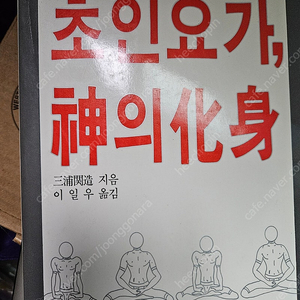 초인요가,
神의化身
三浦関造 지음
이 일 우 옮김